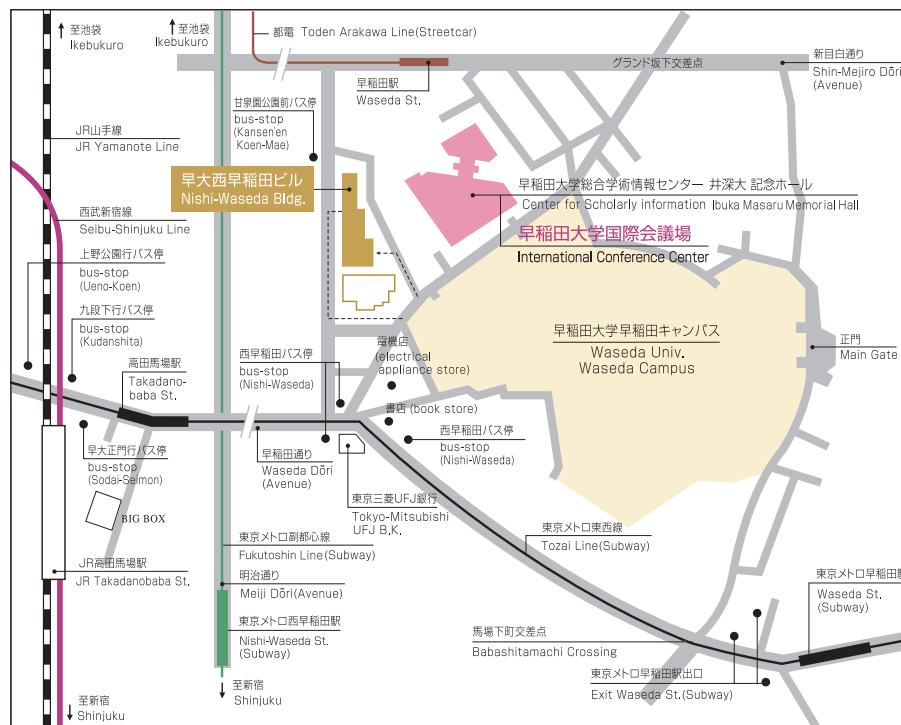 至池袋
Ikebukuro
至池袋
Ikebukuro
都電 Toden Arakawa Line(Streetcar)
グランド坂下交差点
新目白通り
Shin-Mejiro Dōri
(Avenue)
早稲田駅
Waseda St.
甘泉園公園前バス停
bus-stop
(Kansen'en
Koen-Mae)
JR山手線
JR Yamanote Line
早大西早稲田ビル
Nishi-Waseda Bldg.
早稲田大学総合学術情報センター 井深大 記念ホール
Center for Scholarly information Ibuka Masaru Memorial Hall
早稲田大学国際会議場
International Conference Center
西武新宿線
Seibu-Shinjuku Line
上野公園行バス停
bus-stop
(Ueno-Koen)
九段下行バス停
bus-stop
(Kudanshita)
早稲田大学早稲田キャンパス
Waseda Univ.
Waseda Campus
正門
Main Gate
電機店
(electrical
appliance store)
西早稲田バス停
bus-stop
(Nishi-Waseda)
高田馬場駅
Takadano-
baba St.
書店 (book store)
西早稲田バス停
bus-stop
(Nishi-Waseda)
早大正門行バス停
bus-stop
(Sodai-Seimon)
早稲田通り
Waseda Dōri
(Avenue)
東京三菱UFJ銀行
Tokyo-Mitsubishi
UFJ B.K.
BIG BOX
東京メトロ東西線
Tozai Line(Subway)
東京メトロ副都心線
Fukutoshin Line(Subway)
JR高田馬場駅
JR Takadanobaba St.
明治通り
Meiji Dōri(Avenue)
東京メトロ早稲田駅
Waseda St.
(Subway)
東京メトロ西早稲田駅
Nishi-Waseda St.
(Subway)
馬場下町交差点
Babashitamachi Crossing
東京メトロ早稲田駅出口
Exit Waseda St.(Subway)
至新宿
Shinjuku
至新宿
Shinjuku